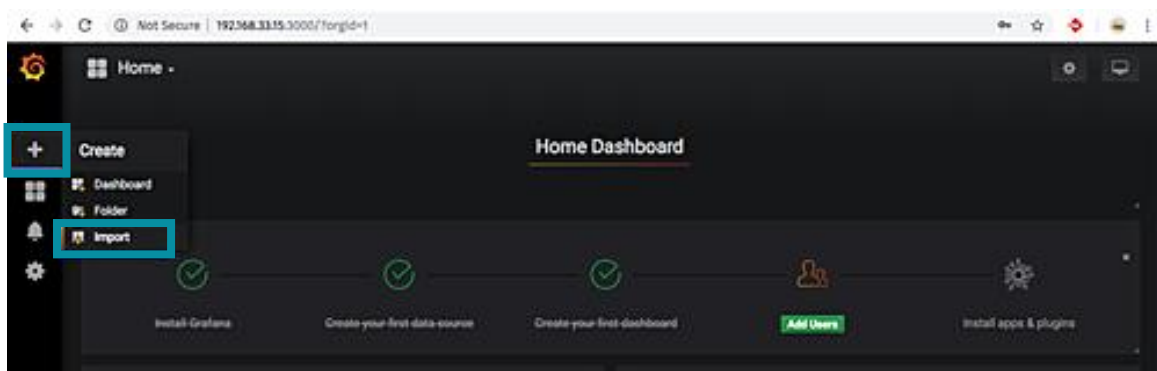 Not Secure | 192.168.33.15:3000/?orgId=1
Home
Create
Home Dashboard
Dashboard
Folder
Import
Install Grafana
Create your first data source
Create your first dashboard
Add Users
Install apps & plugins